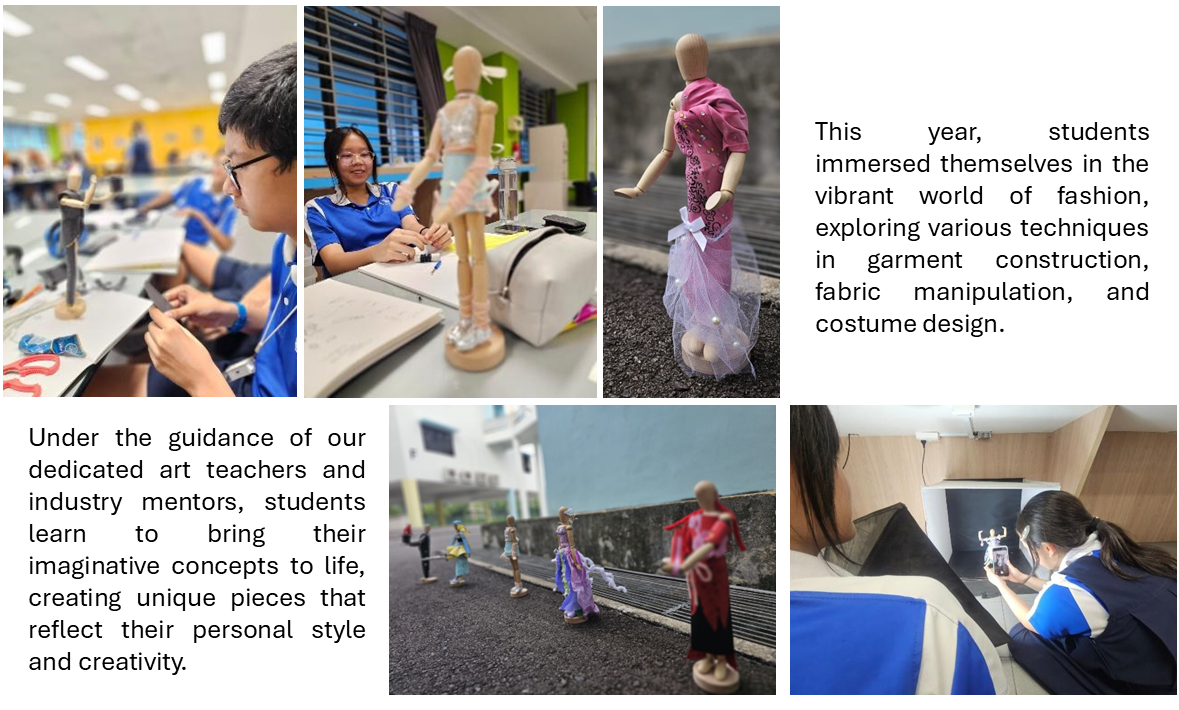 This year, students
immersed themselves in the
vibrant world of fashion,
exploring various techniques
in garment construction,
fabric manipulation, and
costume design.
Under the guidance of our
dedicated art teachers and
industry mentors, students
learn to bring their
imaginative concepts to life,
creating unique pieces that
reflect their personal style
and creativity.